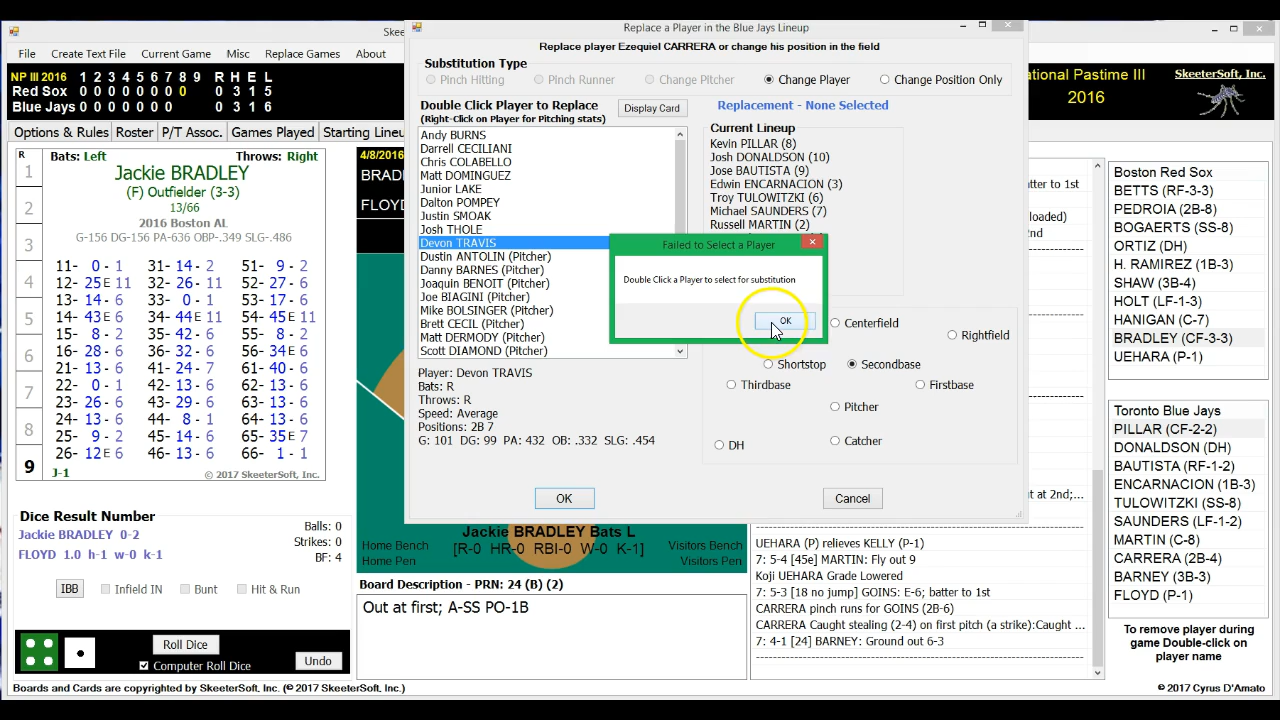 Skee
Replace a Player in the Blue Jays Lineup
File Create Text File Current Game Misc Replace Games About
Replace player Ezequiel CARRERA or change his position in the field
Substitution Type
Pinch Hitting Pinch Runner Change Pitcher Change Player Change Position Only
NP III 2016 1 2 3 4 5 6 7 8 9 R H E L
Red Sox 0 0 0 0 0 0 0 0 0 3 1 5
Blue Jays 0 0 0 0 0 0 0 0 3 1 6
ational Pastime III
2016
SkeeterSoft, Inc.
Options & Rules Roster P/T Assoc. Games Played Starting Lineu
Double Click Player to Replace
(Right-Click on Player for Pitching stats)
Display Card
Replacement - None Selected
Current Lineup
Kevin PILLAR (8)
Josh DONALDSON (10)
Jose BAUTISTA (9)
Edwin ENCARNACION (3)
Troy TULOWITZKI (6)
Michael SAUNDERS (7)
Russell MARTIN (2)
Andy BURNS
Darrell CECILIANI
Chris COLABELLO
Matt DOMINGUEZ
Junior LAKE
Dalton POMPEY
Justin SMOAK
Josh THOLE
Devon TRAVIS
Dustin ANTOLIN (Pitcher)
Danny BARNES (Pitcher)
Joaquin BENOIT (Pitcher)
Joe BIAGINI (Pitcher)
Mike BOLSINGER (Pitcher)
Brett CECIL (Pitcher)
Matt DERMODY (Pitcher)
Scott DIAMOND (Pitcher)
Player: Devon TRAVIS
Bats: R
Throws: R
Speed: Average
Positions: 2B 7
G: 101 DG: 99 PA: 432 OB: .332 SLG: .454
Failed to Select a Player
Double Click a Player to select for substitution
OK
Centerfield
Rightfield
Shortstop Secondbase
Thirdbase Firstbase
Pitcher
DH Catcher
OK Cancel
R
1
2
3
4
5
6
7
8
9
Bats: Left Throws: Right
Jackie BRADLEY
(F) Outfielder (3-3)
13/66
2016 Boston AL
G-156 DG-156 PA-636 OBP-.349 SLG-.486
11- 0 - 1 31- 14 - 2 51- 9 - 2
12- 25 E 11 32- 26 - 11 52- 27 - 11
13- 14 - 6 33- 0 - 1 53- 17 - 6
14- 34 E 11 34- 44 E 11 54- 45 E 11
15- 8 - 2 35- 42 - 2 55- 8 - 2
16- 28 - 6 36- 32 - 6 56- 34 E 6
21- 33 - 6 41- 24 - 7 61- 40 - 6
22- 0 - 1 42- 13 - 6 62- 13 - 6
23- 26 - 6 43- 29 - 6 63- 13 - 6
24- 13 - 6 44- 8 - 1 64- 13 - 6
25- 9 - 2 45- 14 - 6 65- 35 E 7
26- 12 E 6 46- 13 - 6 66- 1 - 1
J-1 © 2017 SkeeterSoft, Inc.
4/8/2016
BRAD
FLOYD
Dice Result Number
Jackie BRADLEY 0-2
FLOYD 1.0 h-1 w-0 k-1
Balls: 0
Strikes: 0
BF: 4
IBB Infield IN Bunt Hit & Run
Roll Dice
Computer Roll Dice
Undo
Jackie BRADLEY Bats L
[R-0 HR-0 RBI-0 W-0 K-1]
Home Bench
Home Pen
Visitors Bench
Visitors Pen
Board Description - PRN: 24 (B) (2)
Out at first; A-SS PO-1B
tter to 1st
loaded)
2nd
t at 2nd;...
UEHARA (P) relieves KELLY (P-1)
7: 5-4 [45e] MARTIN: Fly out 9
Koji UEHARA Grade Lowered
7: 5-3 [18 no jump] GOINS: E-6; batter to 1st
CARRERA pinch runs for GOINS (2B-6)
CARRERA Caught stealing (2-4) on first pitch (a strike):Caught ...
7: 4-1 [24] BARNEY: Ground out 6-3
Boston Red Sox
BETTS (RF-3-3)
PEDROIA (2B-8)
BOGAERTS (SS-8)
ORTIZ (DH)
H. RAMIREZ (1B-3)
SHAW (3B-4)
HOLT (LF-1-3)
HANIGAN (C-7)
BRADLEY (CF-3-3)
UEHARA (P-1)
Toronto Blue Jays
PILLAR (CF-2-2)
DONALDSON (DH)
BAUTISTA (RF-1-2)
ENCARNACION (1B-3)
TULOWITZKI (SS-8)
SAUNDERS (LF-1-2)
MARTIN (C-8)
CARRERA (2B-4)
BARNEY (3B-3)
FLOYD (P-1)
To remove player during
game Double-click on
player name
Boards and Cards are copyrighted by SkeeterSoft, Inc. (© 2017 SkeeterSoft, Inc.)
© 2017 Cyrus D'Amato